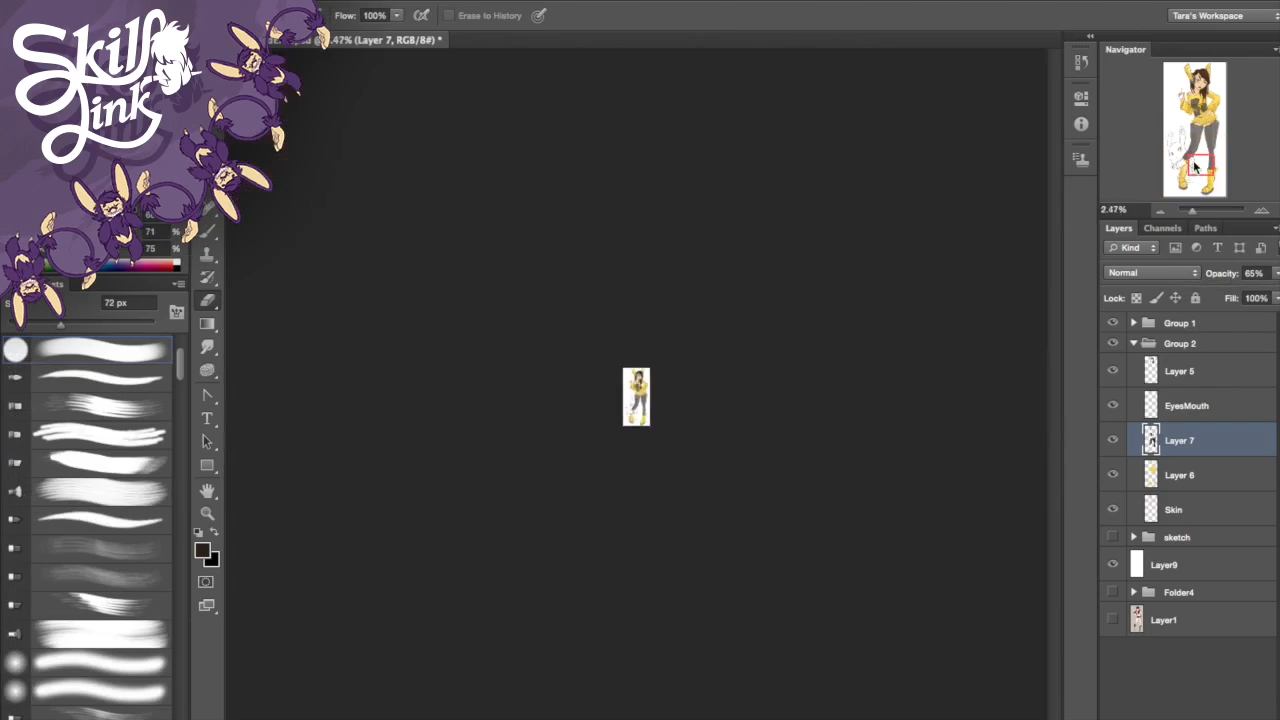 Skill
Link
Flow: 100%
Erase to History
Tara's Workspace
.47% (Layer 7, RGB/8#) *
Navigator
2.47%
Layers
Channels
Paths
Kind
Normal
Opacity: 65%
Lock:
Fill: 100%
Group 1
Group 2
Layer 5
EyesMouth
Layer 7
Layer 6
Skin
sketch
Layer9
Folder4
Layer1
71 %
75 %
72 px